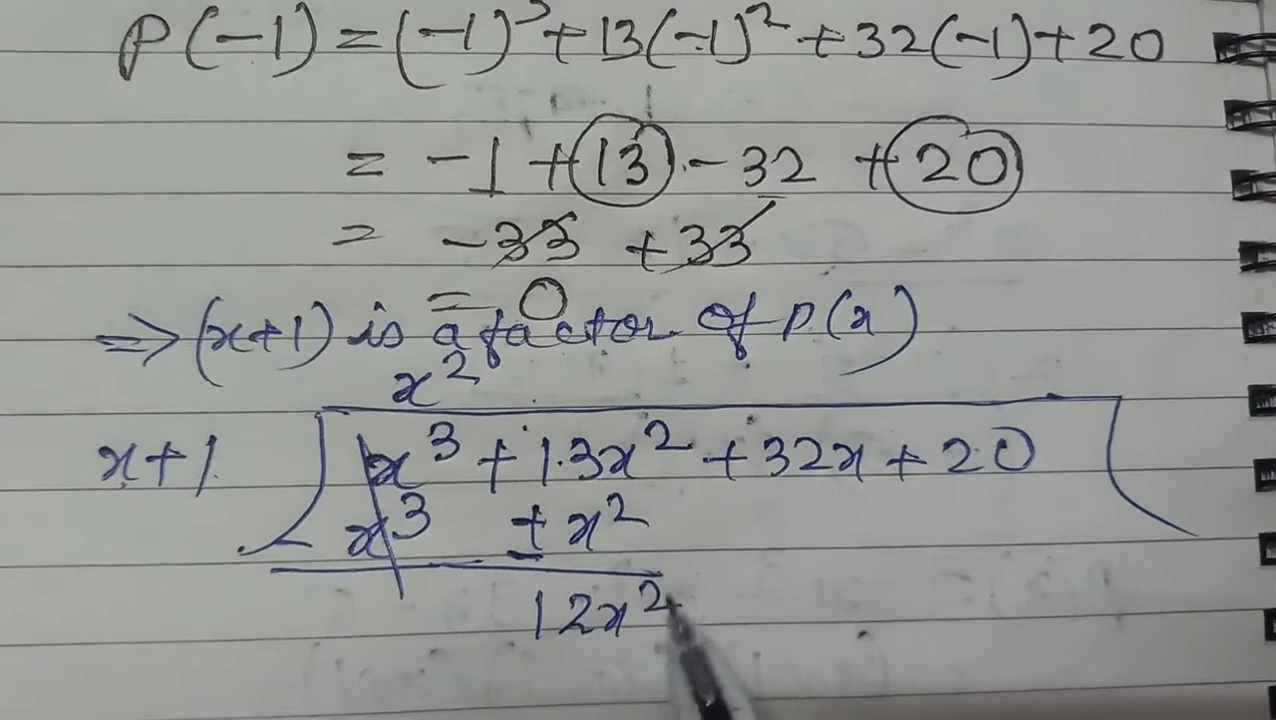 P(-1) = (-1)³ + 13(-1)² + 32(-1) + 20
= -1 + 13 - 32 + 20
= -33 + 33
= 0
⇒ (x+1) is a factor of P(x)
x²
x+1 x³ + 13x² + 32x + 20
- x³ ± x²
12x²